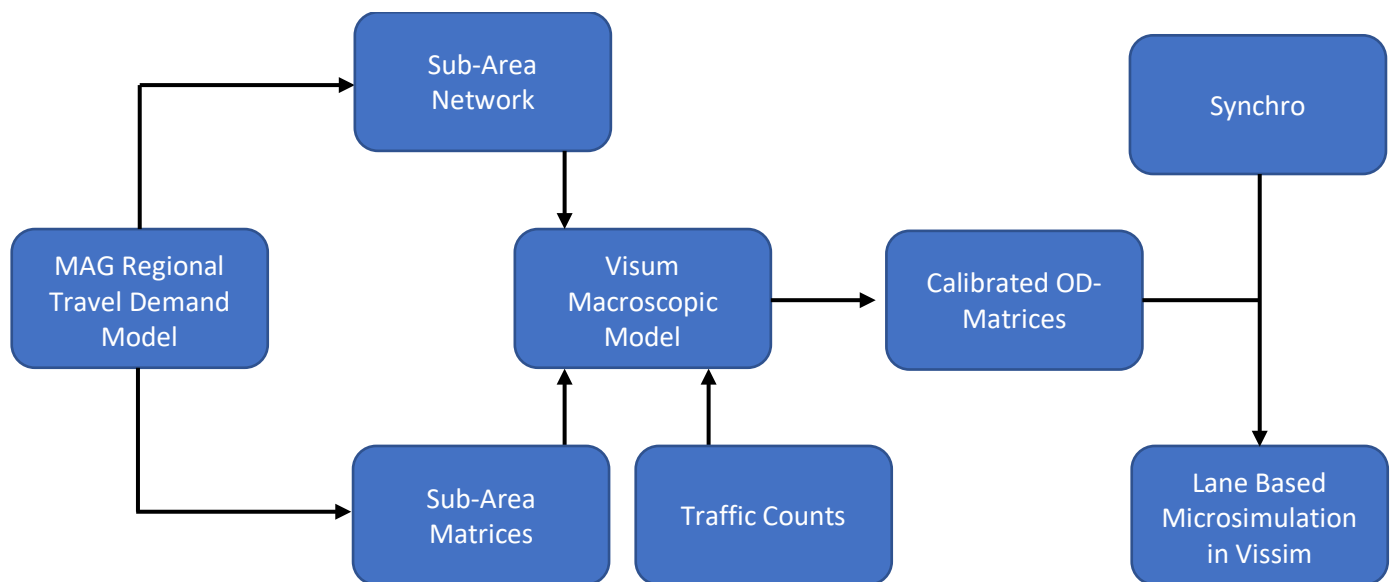 Sub-Area
Network
Synchro
MAG Regional
Travel Demand
Model
Visum
Macroscopic
Model
Calibrated OD-
Matrices
Sub-Area
Matrices
Traffic Counts
Lane Based
Microsimulation
in Vissim